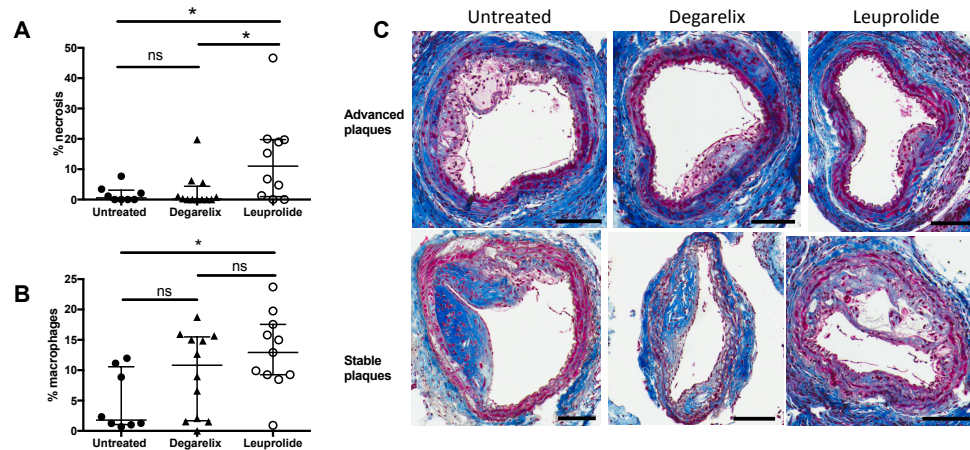 A
*
*
ns
% necrosis
50
40
30
20
10
0
Untreated Degarelix Leuprolide
B
*
ns
ns
% macrophages
25
20
15
10
5
0
Untreated Degarelix Leuprolide
C
Untreated Degarelix Leuprolide
Advanced
plaques
Stable
plaques